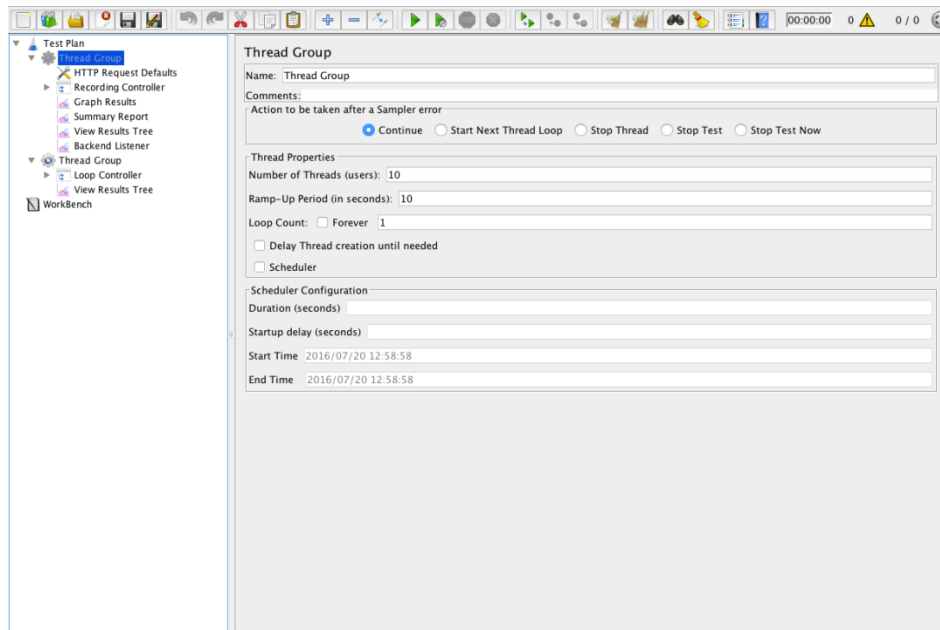 00:00:00 0 0 / 0
Test Plan
Thread Group
HTTP Request Defaults
Recording Controller
Graph Results
Summary Report
View Results Tree
Backend Listener
Thread Group
Loop Controller
View Results Tree
WorkBench
Thread Group
Name: Thread Group
Comments:
Action to be taken after a Sampler error
Continue Start Next Thread Loop Stop Thread Stop Test Stop Test Now
Thread Properties
Number of Threads (users): 10
Ramp-Up Period (in seconds): 10
Loop Count: Forever 1
Delay Thread creation until needed
Scheduler
Scheduler Configuration
Duration (seconds)
Startup delay (seconds)
Start Time 2016/07/20 12:58:58
End Time 2016/07/20 12:58:58